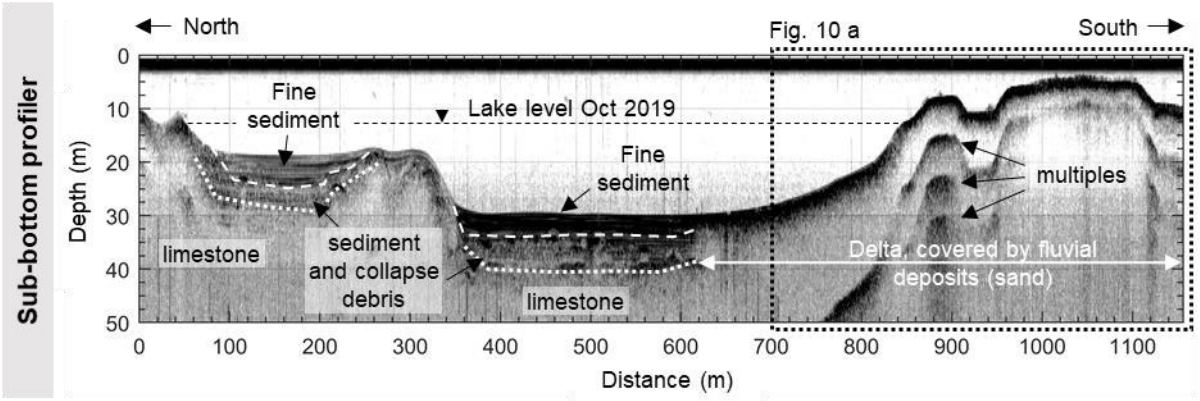 North
Fig. 10 a
South
Sub-bottom profiler
Depth (m)
0
10
20
30
40
50
Fine
sediment
Lake level Oct 2019
Fine
sediment
multiples
limestone
sediment
and collapse
debris
limestone
Delta, covered by fluvial
deposits (sand)
0 100 200 300 400 500 600 700 800 900 1000 1100
Distance (m)